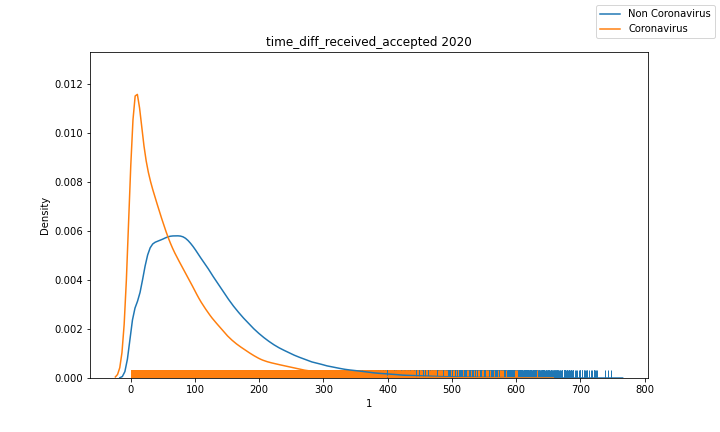 Non Coronavirus
Coronavirus
time_diff_received_accepted 2020
0.012
0.010
0.008
0.006
0.004
0.002
0.000
Density
0 100 200 300 400 500 600 700 800
1